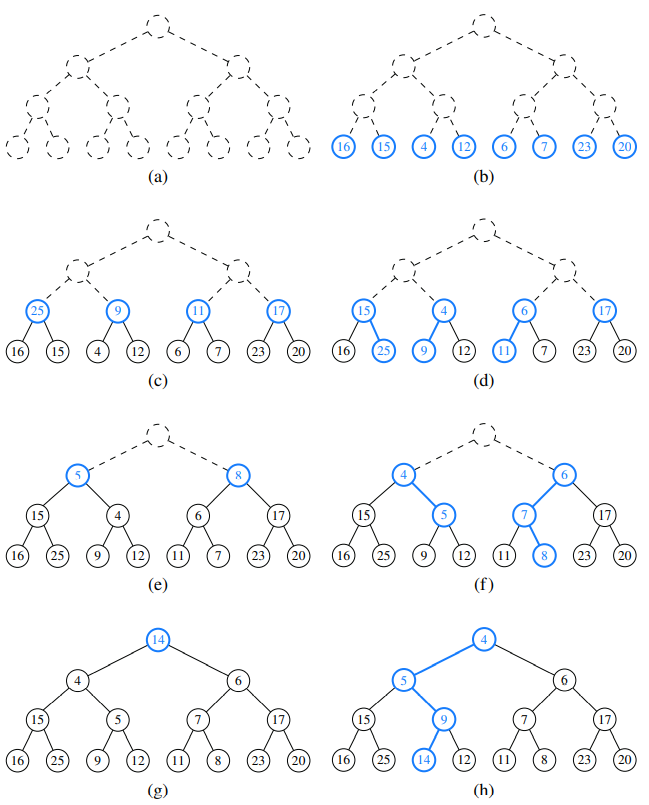 (a) (b)
16 15 4 12 6 7 23 20
25 9 11 17 15 4 6 17
16 15 4 12 6 7 23 20 16 25 9 12 11 7 23 20
(c) (d)
5 8 4 6
15 4 6 17 15 5 7 17
16 25 9 12 11 7 23 20 16 25 9 12 11 8 23 20
(e) (f)
14 4
4 6 5 6
15 5 7 17 15 9 7 17
16 25 9 12 11 8 23 20 16 25 14 12 11 8 23 20
(g) (h)